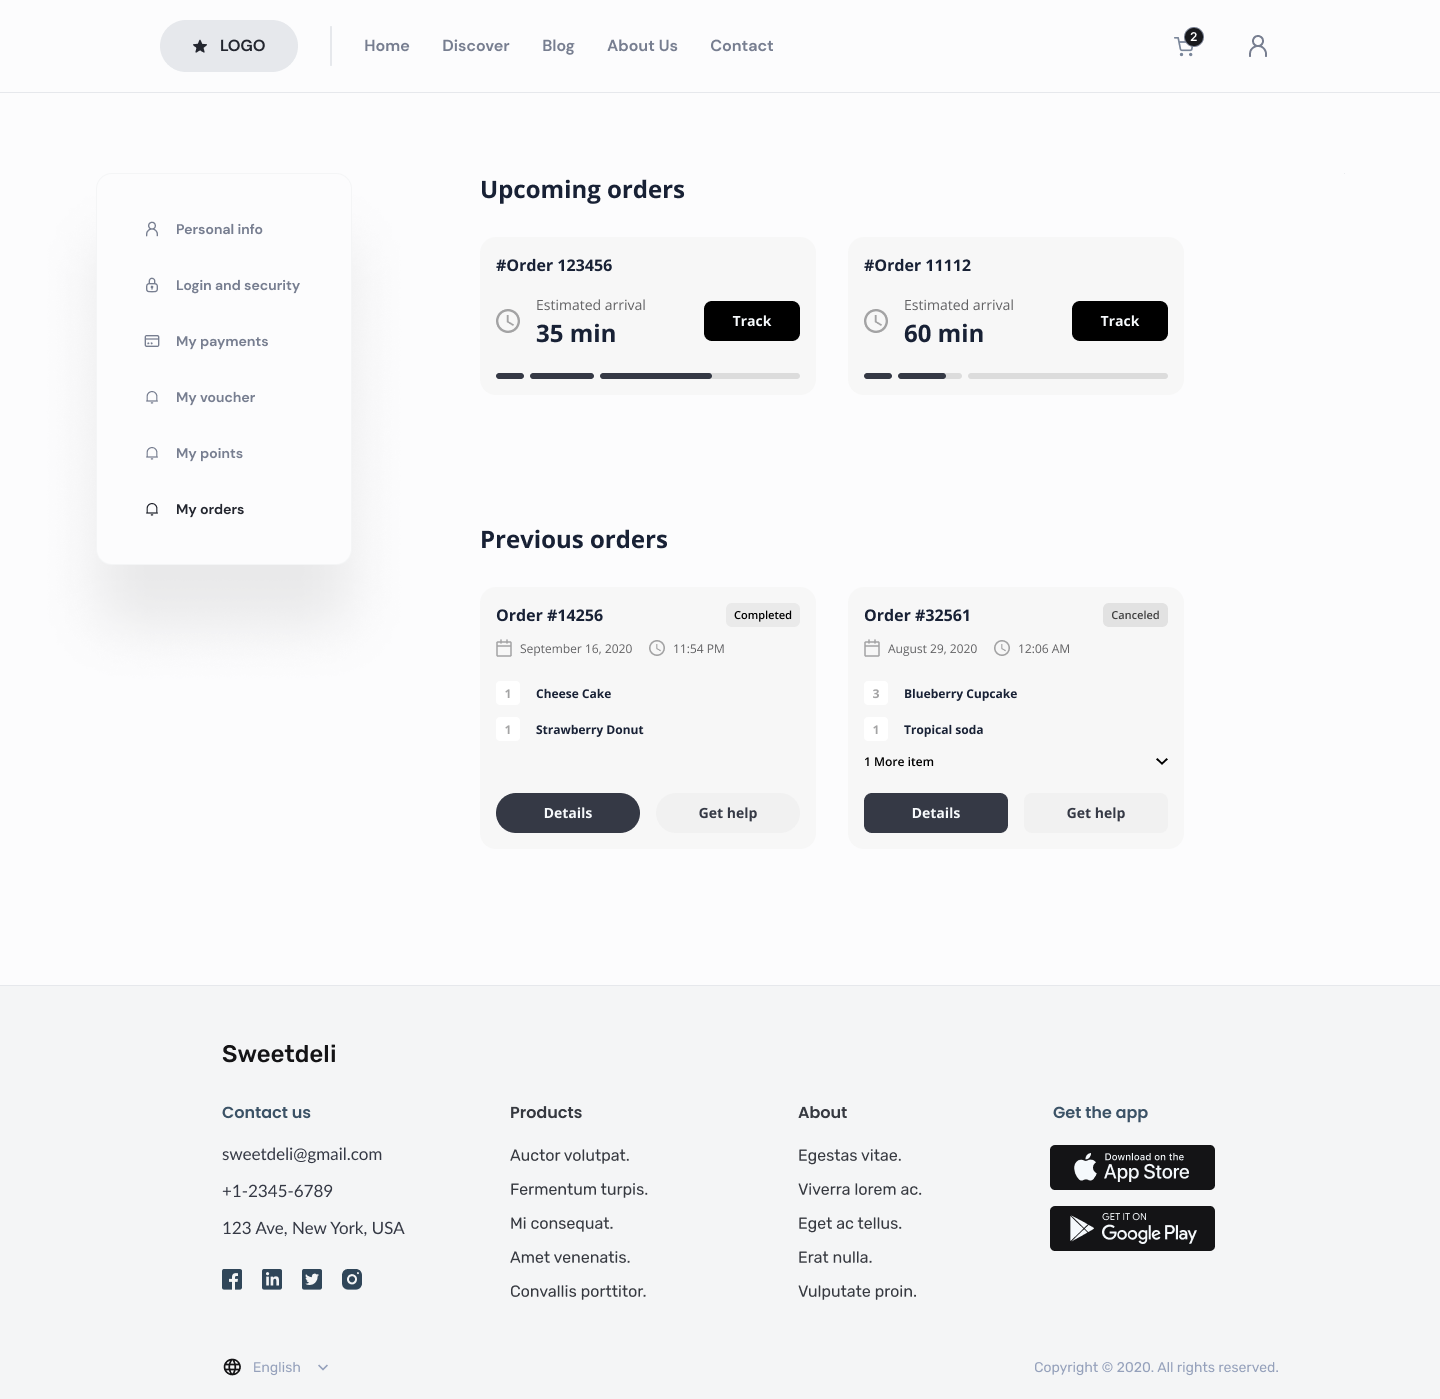 LOGO
Home Discover Blog About Us Contact
2
Personal info
Login and security
My payments
My voucher
My points
My orders
Upcoming orders
#Order 123456
Estimated arrival
35 min
Track
#Order 11112
Estimated arrival
60 min
Track
Previous orders
Order #14256
Completed
September 16, 2020 11:54 PM
1 Cheese Cake
1 Strawberry Donut
Details Get help
Order #32561
Canceled
August 29, 2020 12:06 AM
3 Blueberry Cupcake
1 Tropical soda
1 More item
Details Get help
Sweetdeli
Contact us
sweetdeli@gmail.com
+1-2345-6789
123 Ave, New York, USA
Products
Auctor volutpat.
Fermentum turpis.
Mi consequat.
Amet venenatis.
Convallis porttitor.
About
Egestas vitae.
Viverra lorem ac.
Eget ac tellus.
Erat nulla.
Vulputate proin.
Get the app
Download on the
App Store
GET IT ON
Google Play
English
Copyright © 2020. All rights reserved.